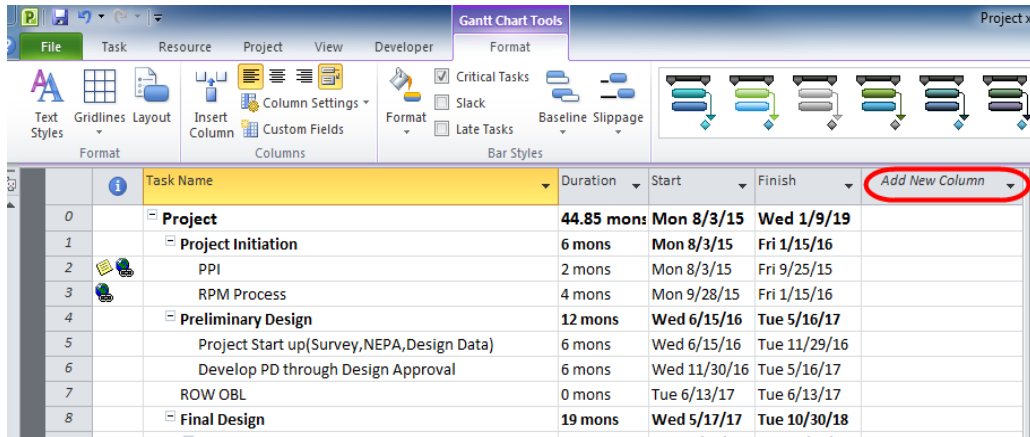 Gantt Chart Tools
Project x
File Task Resource Project View Developer Format
Text Styles
Gridlines
Layout
Format
Insert Column
Column Settings
Custom Fields
Columns
Format
Critical Tasks
Slack
Late Tasks
Baseline
Slippage
Bar Styles
Task Name Duration Start Finish Add New Column
0 Project 44.85 mons Mon 8/3/15 Wed 1/9/19
1 Project Initiation 6 mons Mon 8/3/15 Fri 1/15/16
2 PPI 2 mons Mon 8/3/15 Fri 9/25/15
3 RPM Process 4 mons Mon 9/28/15 Fri 1/15/16
4 Preliminary Design 12 mons Wed 6/15/16 Tue 5/16/17
5 Project Start up(Survey,NEPA,Design Data) 6 mons Wed 6/15/16 Tue 11/29/16
6 Develop PD through Design Approval 6 mons Wed 11/30/16 Tue 5/16/17
7 ROW OBL 0 mons Tue 6/13/17 Tue 6/13/17
8 Final Design 19 mons Wed 5/17/17 Tue 10/30/18